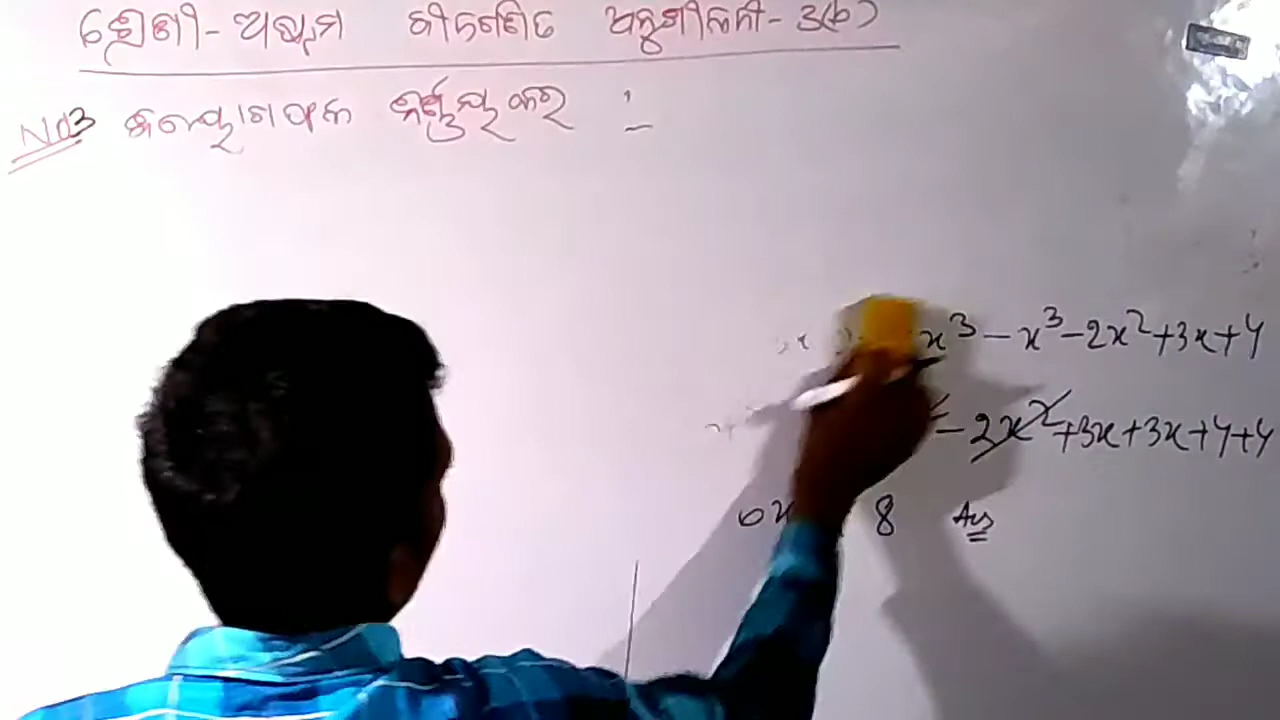 ଶ୍ରେଣୀ-ଅଷ୍ଟମ ବୀଜଗଣିତ ଅନୁଶୀଳନୀ-3(b)
No3 ଭାଗଫଳ ନିର୍ଣ୍ଣୟ କର :-
x³-x³-2x²+3x+4
-2x²+3x+3x+4+4
6x 8 Ans